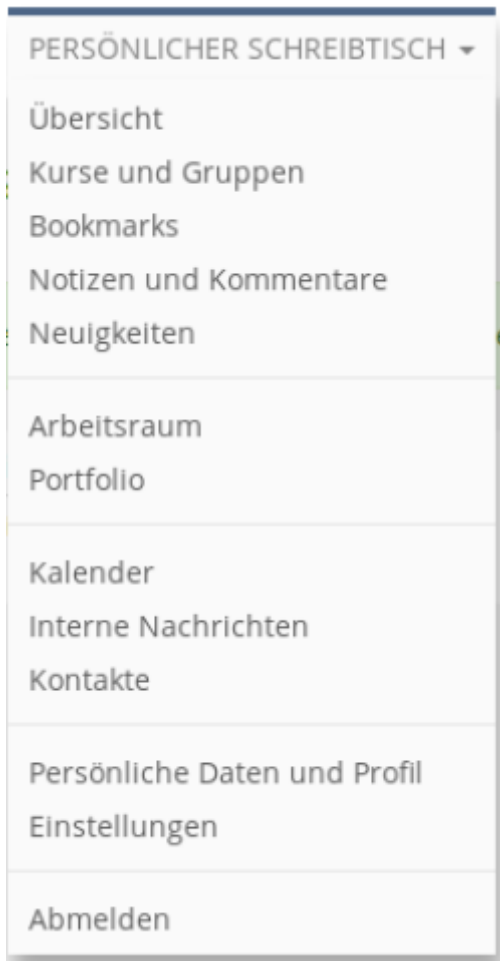 PERSÖNLICHER SCHREIBTISCH
Übersicht
Kurse und Gruppen
Bookmarks
Notizen und Kommentare
Neuigkeiten
Arbeitsraum
Portfolio
Kalender
Interne Nachrichten
Kontakte
Persönliche Daten und Profil
Einstellungen
Abmelden